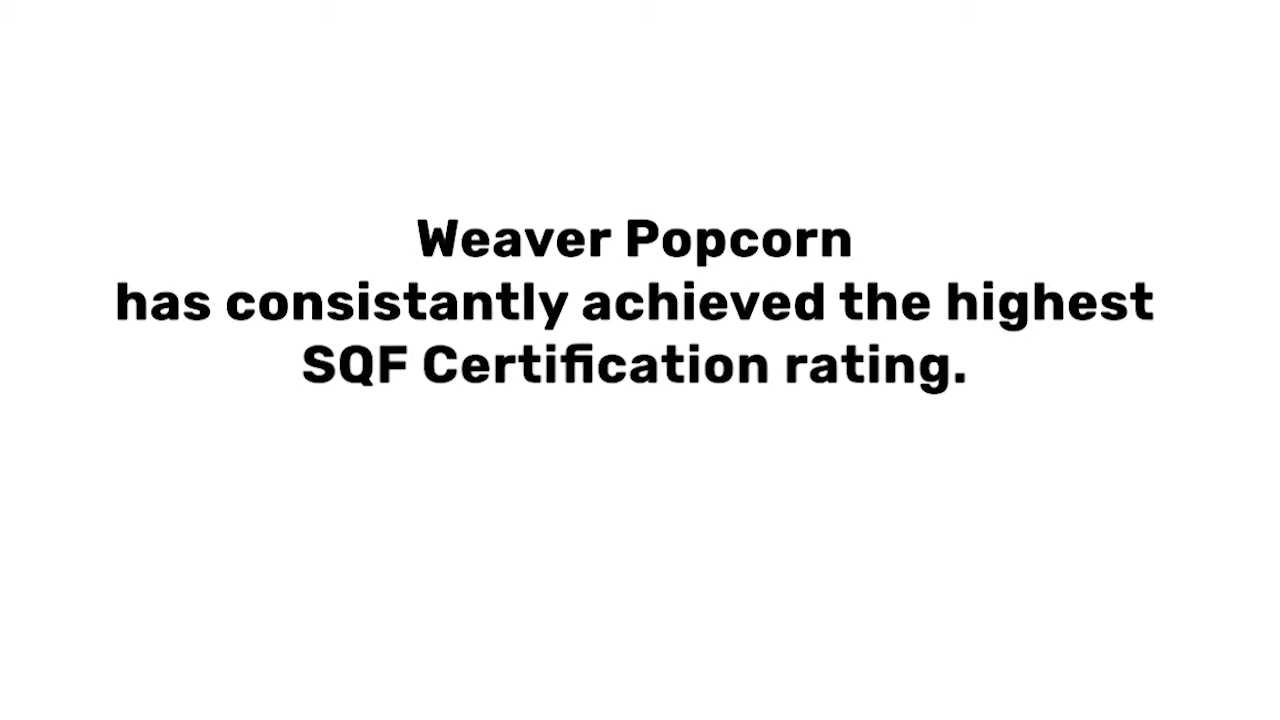 Weaver Popcorn
has consistantly achieved the highest
SQF Certification rating.